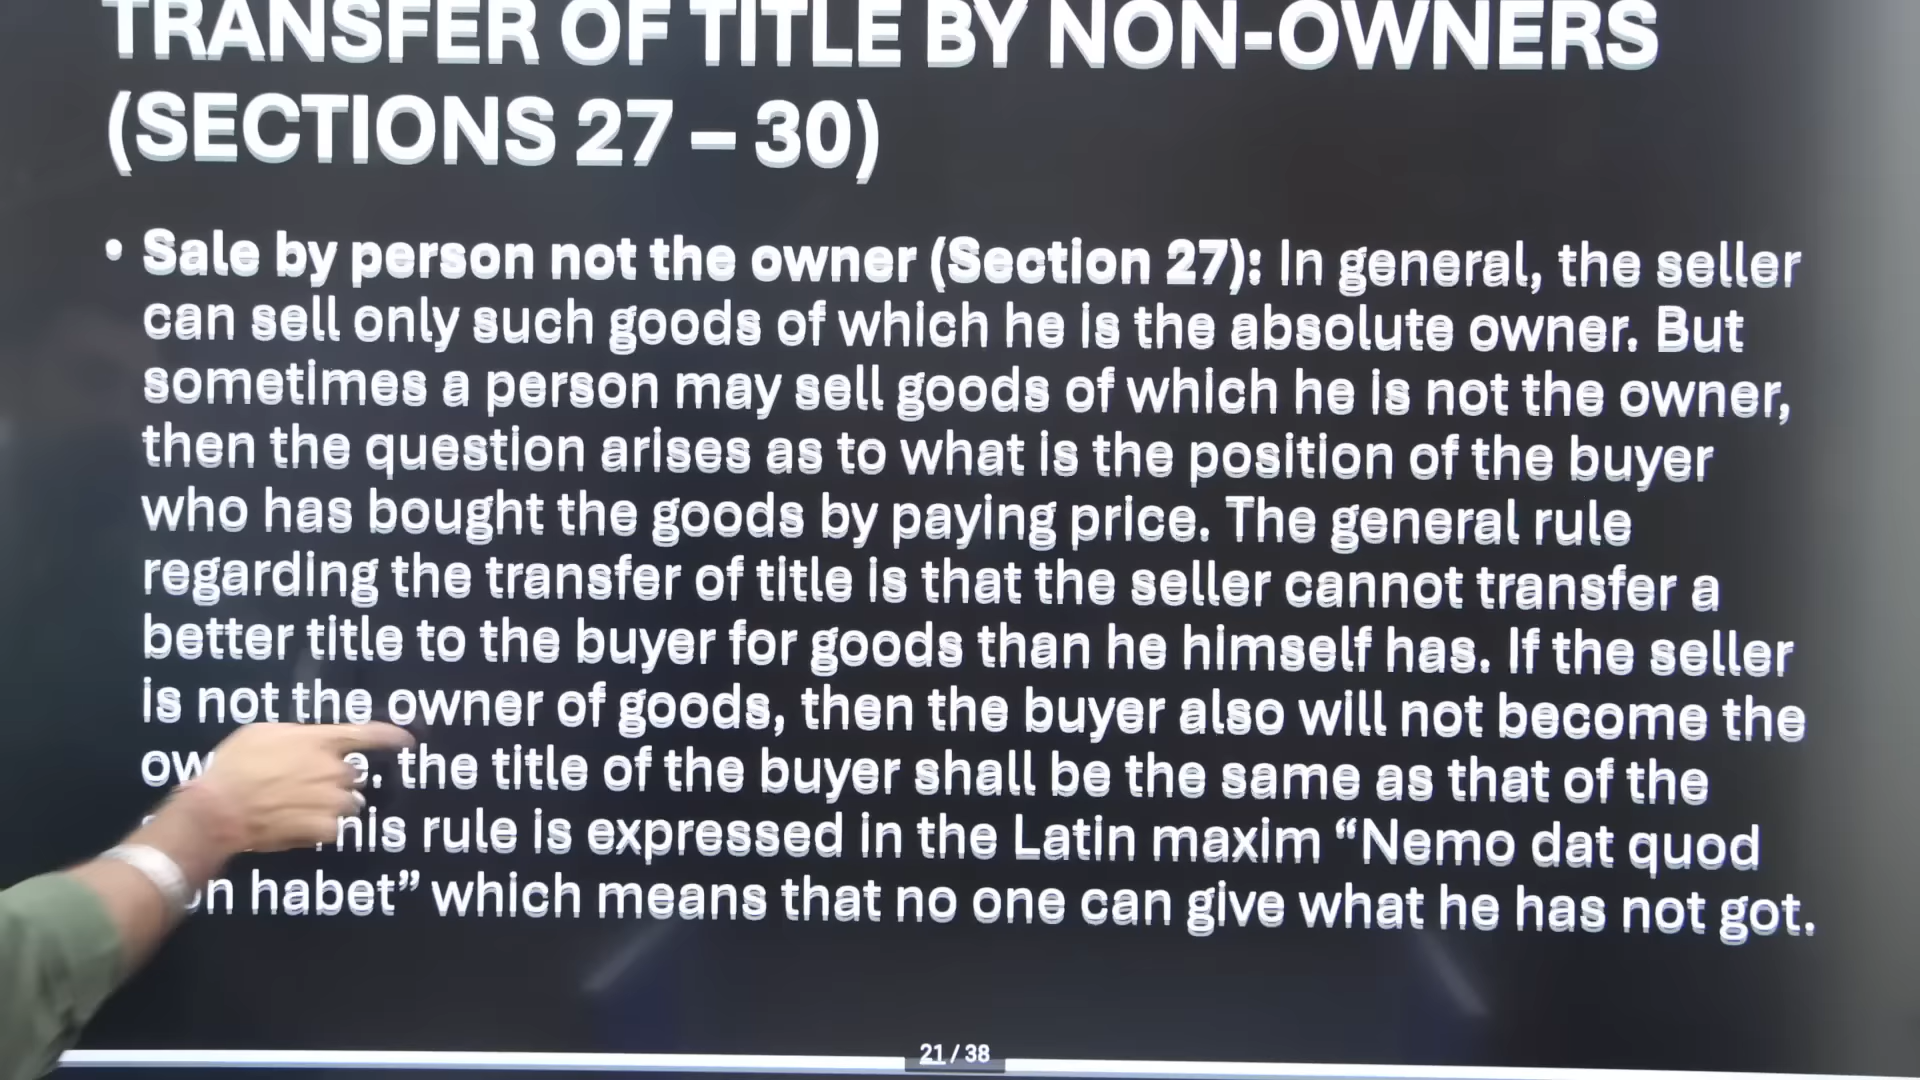 TRANSFER OF TITLE BY NON-OWNERS
(SECTIONS 27 – 30)
• Sale by person not the owner (Section 27): In general, the seller
can sell only such goods of which he is the absolute owner. But
sometimes a person may sell goods of which he is not the owner,
then the question arises as to what is the position of the buyer
who has bought the goods by paying price. The general rule
regarding the transfer of title is that the seller cannot transfer a
better title to the buyer for goods than he himself has. If the seller
is not the owner of goods, then the buyer also will not become the
the title of the buyer shall be the same as that of the
rule is expressed in the Latin maxim “Nemo dat quod
habet” which means that no one can give what he has not got.
21 / 38